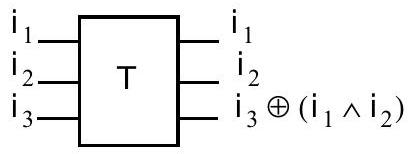 i₁ i₁
i₂ T i₂
i₃ i₃ ⊕ (i₁ ∧ i₂)